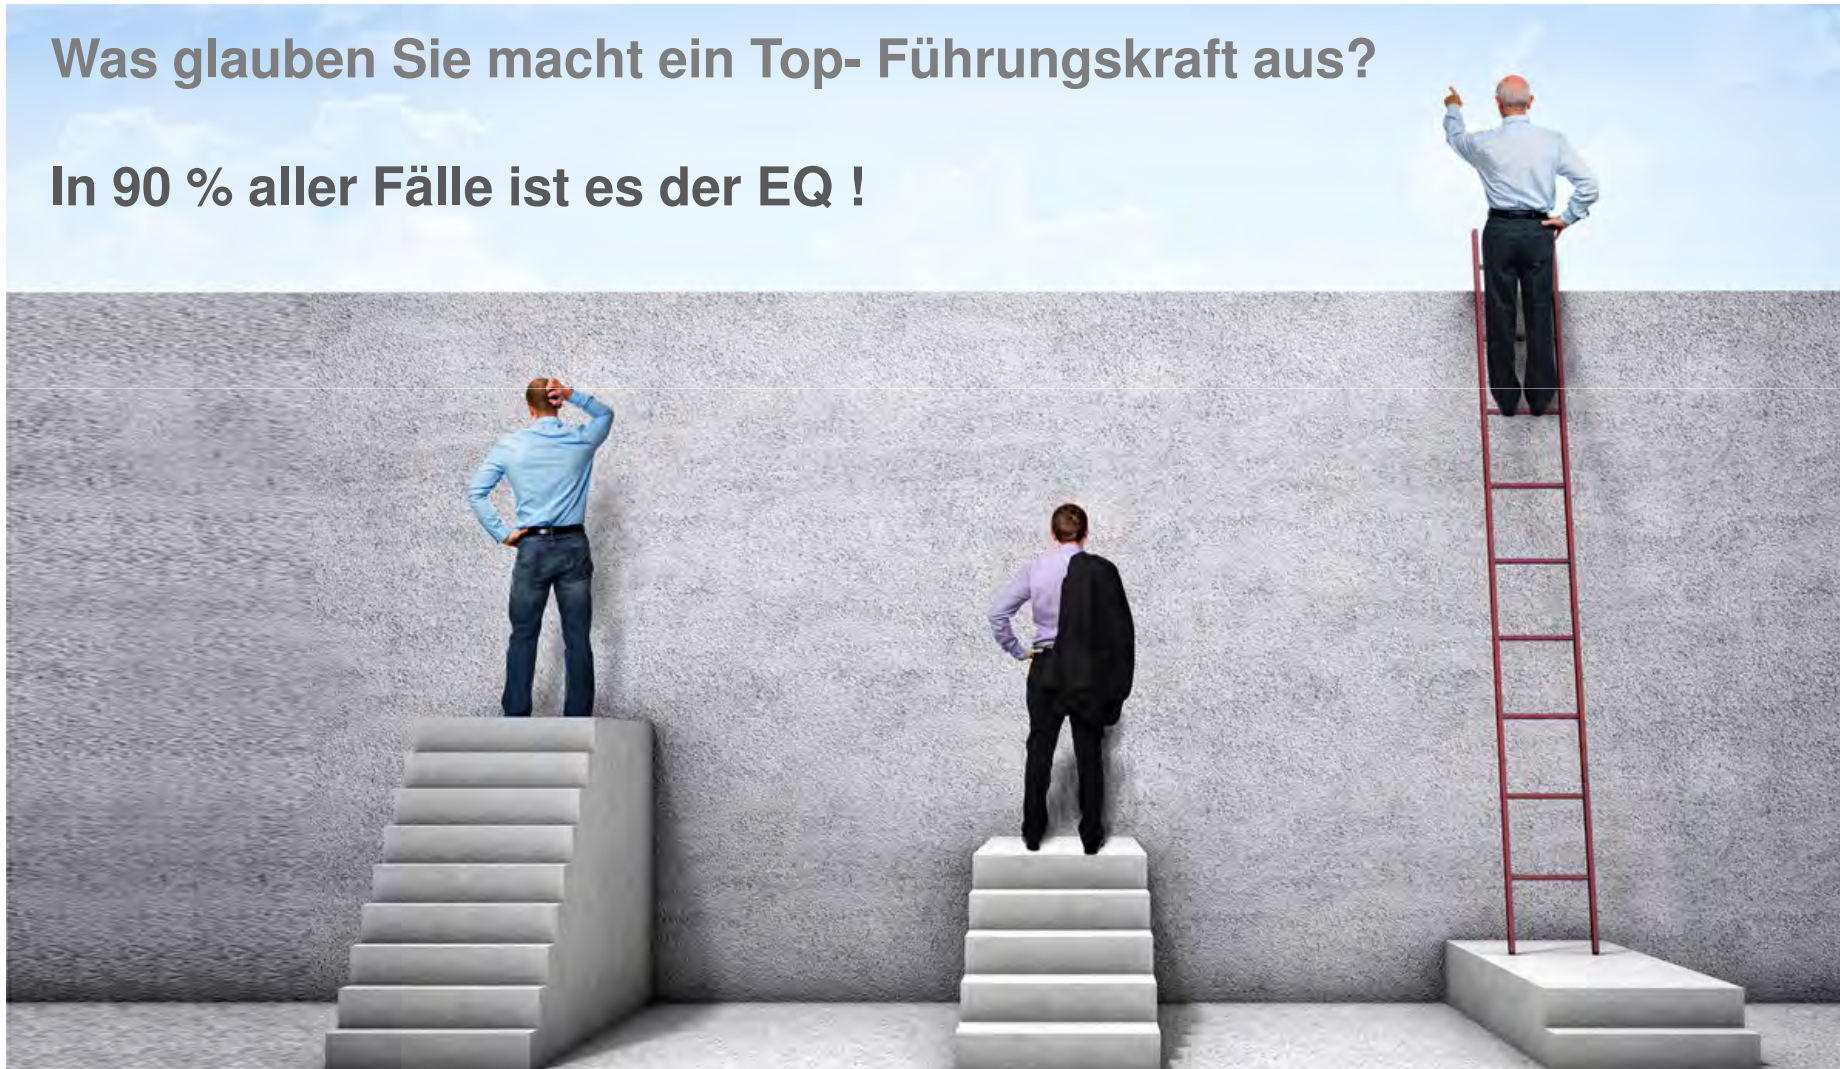 Was glauben Sie macht ein Top- Führungskraft aus?
In 90 % aller Fälle ist es der EQ !